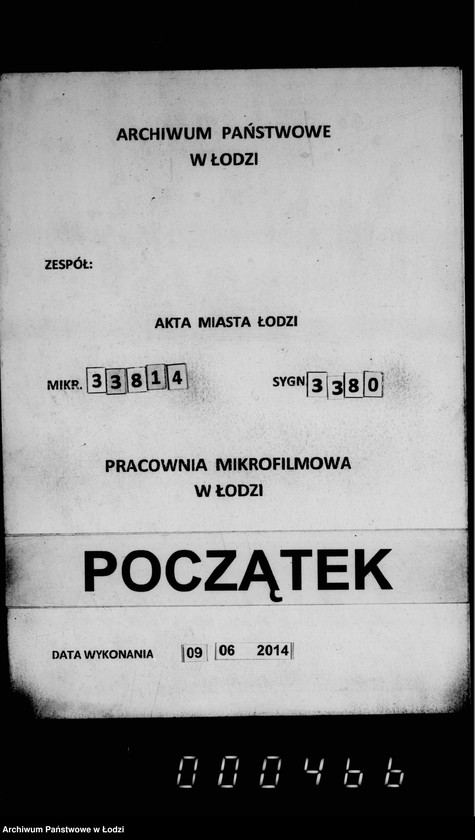 ARCHIWUM PAŃSTWOWE
W ŁODZI
ZESPÓŁ:
AKTA MIASTA ŁODZI
MIKR. 33814 SYGN 3380
PRACOWNIA MIKROFILMOWA
W ŁODZI
POCZĄTEK
DATA WYKONANIA 09 06 2014
000466
Archiwum Państwowe w Łodzi